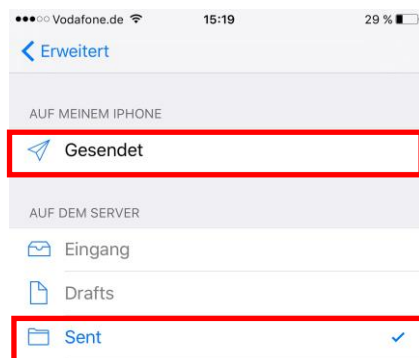 Vodafone.de 15:19 29 %
Erweitert
AUF MEINEM IPHONE
Gesendet
AUF DEM SERVER
Eingang
Drafts
Sent